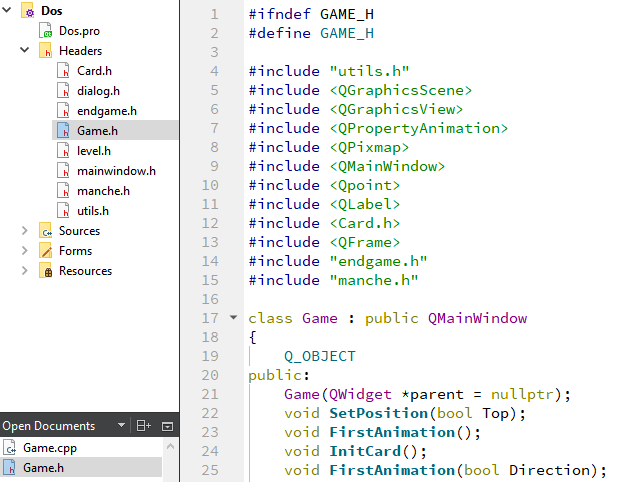 Dos
Dos.pro
Headers
Card.h
dialog.h
endgame.h
Game.h
level.h
mainwindow.h
manche.h
utils.h
Sources
Forms
Resources
Open Documents
Game.cpp
Game.h
1 #ifndef GAME_H
2 #define GAME_H
3
4 #include "utils.h"
5 #include <QGraphicsScene>
6 #include <QGraphicsView>
7 #include <QPropertyAnimation>
8 #include <QPixmap>
9 #include <QMainWindow>
10 #include <Qpoint>
11 #include <QLabel>
12 #include <Card.h>
13 #include <QFrame>
14 #include "endgame.h"
15 #include "manche.h"
16
17 class Game : public QMainWindow
18 {
19 Q_OBJECT
20 public:
21 Game(QWidget *parent = nullptr);
22 void SetPosition(bool Top);
23 void FirstAnimation();
24 void InitCard();
25 void FirstAnimation(bool Direction);